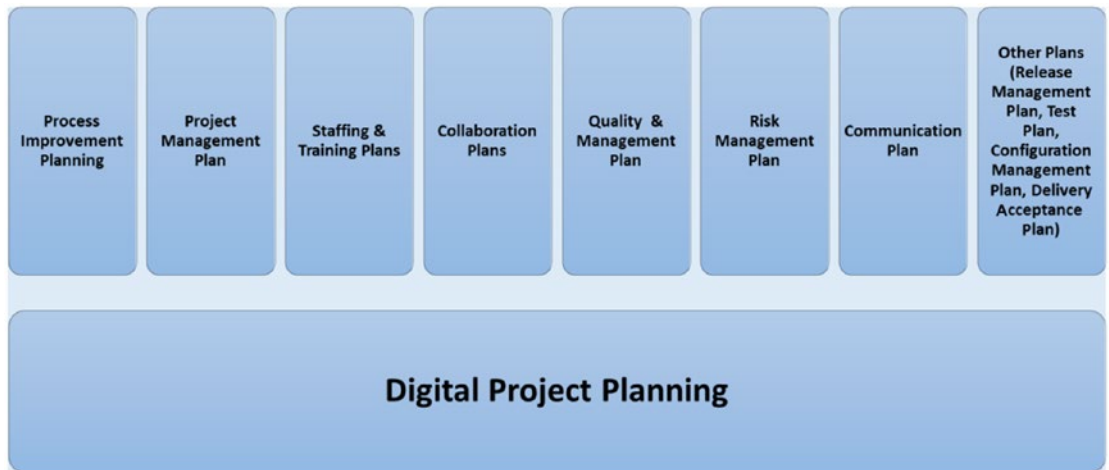 Process
Improvement
Planning
Project
Management
Plan
Staffing &
Training Plans
Collaboration
Plans
Quality & 
Management
Plan
Risk
Management
Plan
Communication
Plan
Other Plans
(Release
Management
Plan, Test
Plan,
Configuration
Management
Plan, Delivery
Acceptance
Plan)
Digital Project Planning